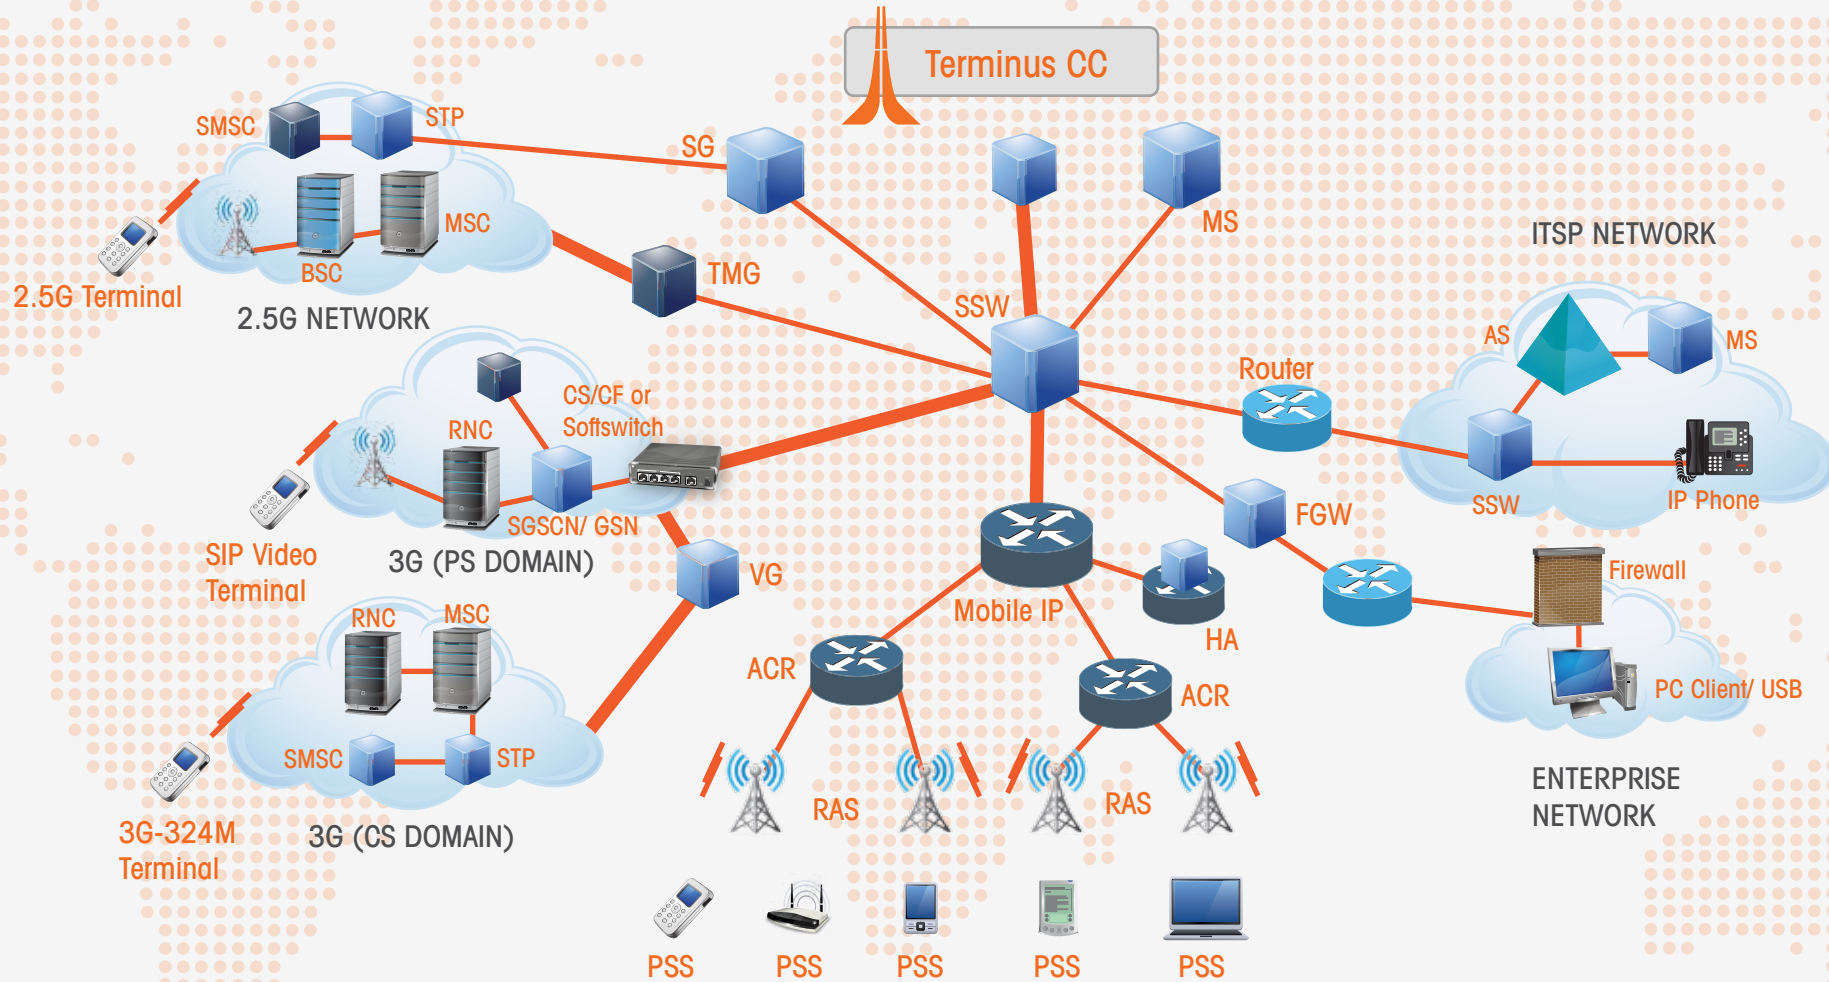 Terminus CC
SMSC
STP
SG
MSC
MS
BSC
TMG
2.5G Terminal
2.5G NETWORK
ITSP NETWORK
SSW
AS
MS
Router
CS/CF or
Soffswitch
RNC
SSW
IP Phone
SGSCN/ GSN
FGW
SIP Video
Terminal
3G (PS DOMAIN)
VG
Firewall
RNC
MSC
Mobile IP
HA
ACR
ACR
PC Client/ USB
SMSC
STP
3G-324M
Terminal
3G (CS DOMAIN)
RAS
RAS
ENTERPRISE
NETWORK
PSS
PSS
PSS
PSS
PSS